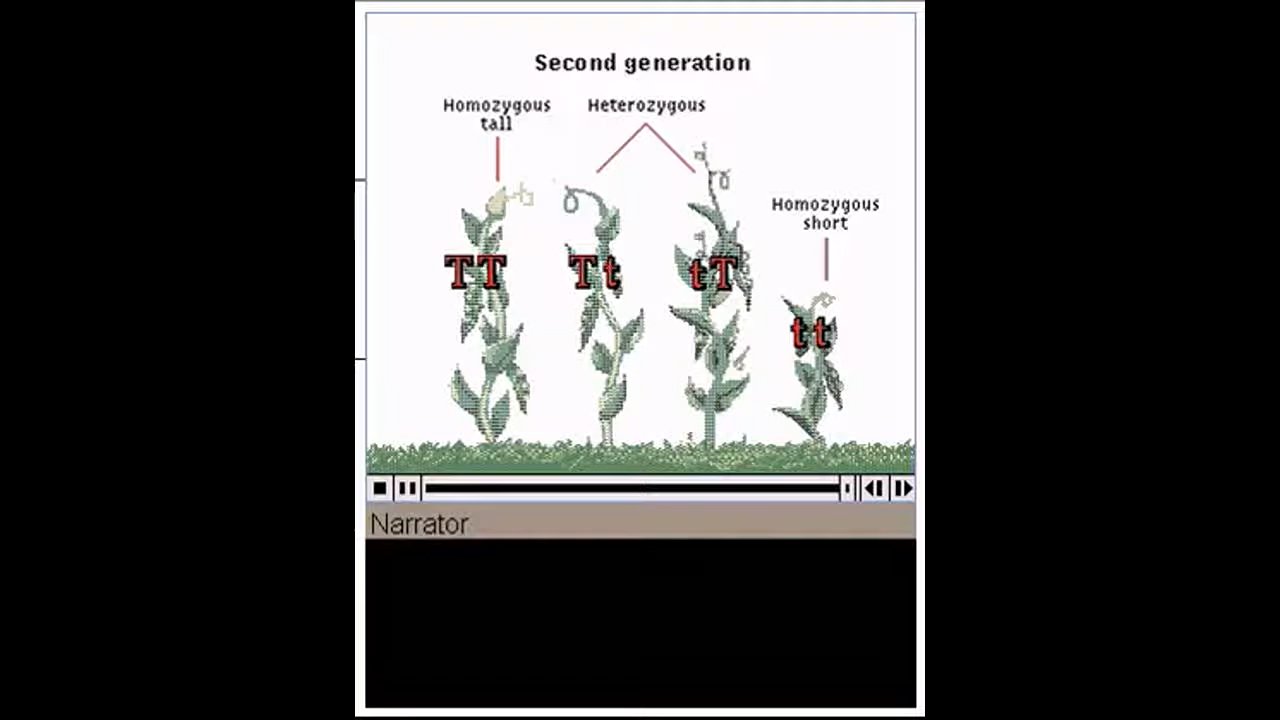 Second generation
Homozygous
tall
Heterozygous
Homozygous
short
TT
Tt
tT
tt
Narrator